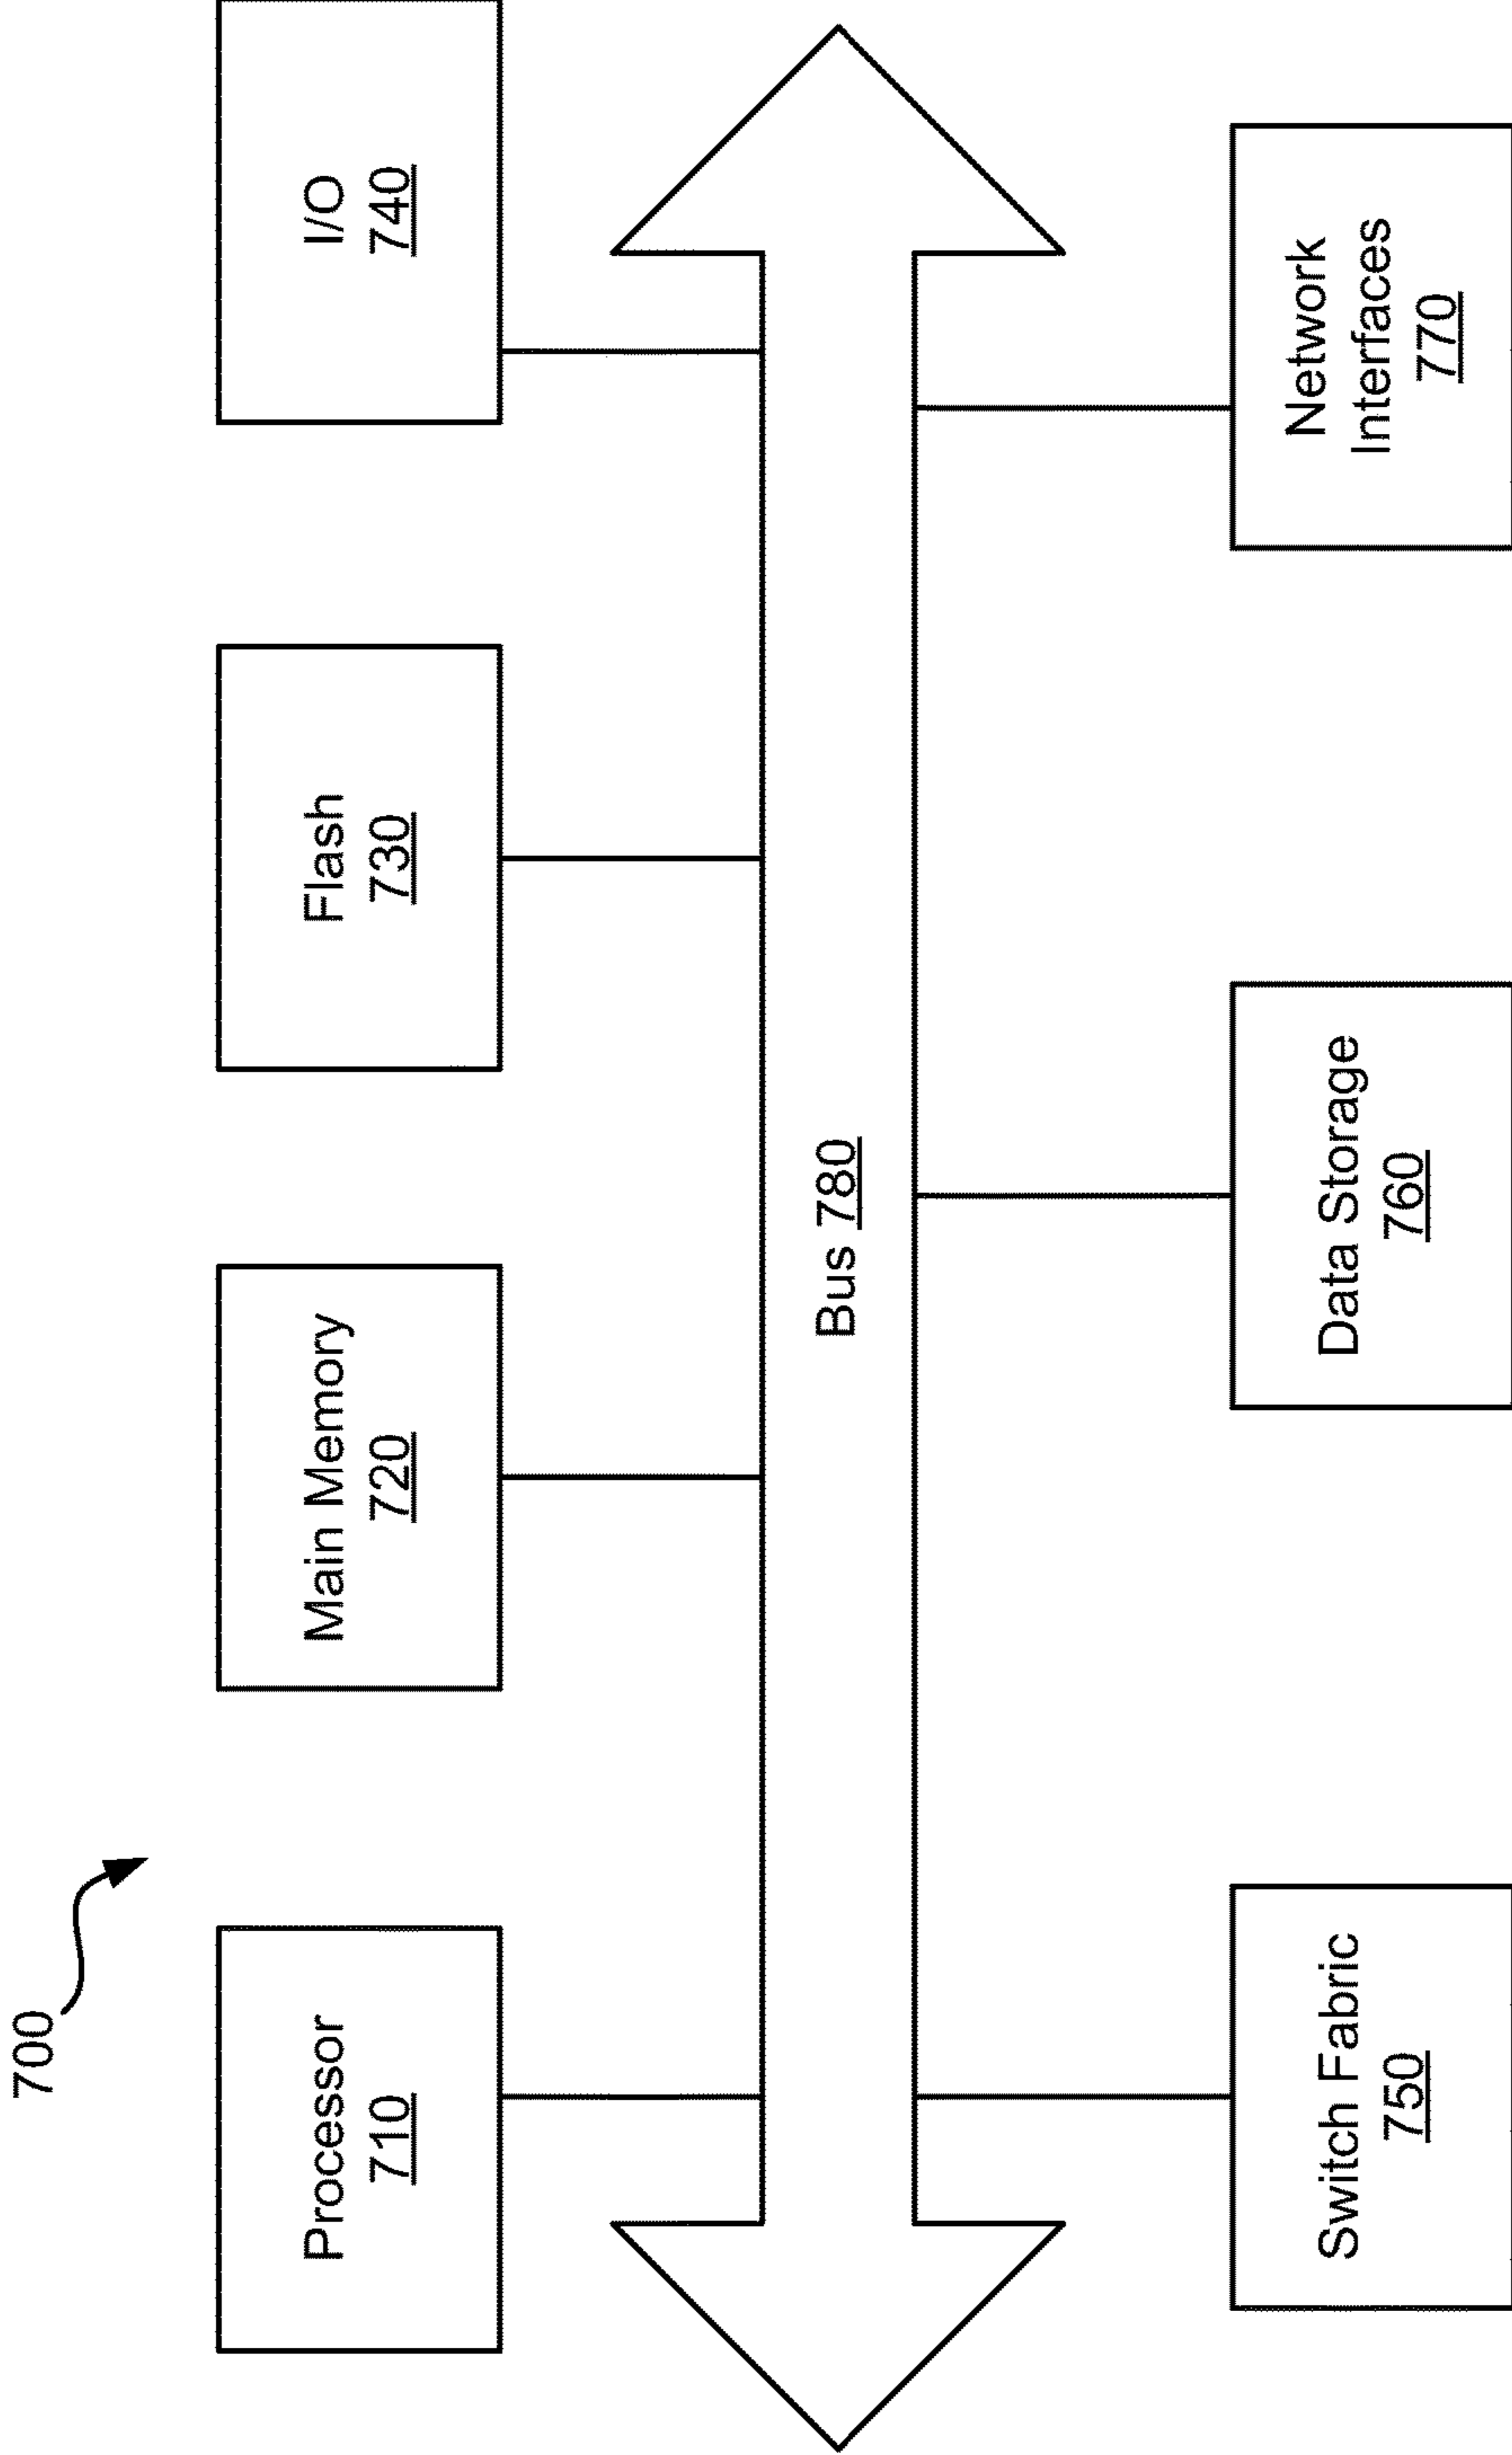 700
Processor
710
Main Memory
720
Flash
730
I/O
740
Bus 780
Switch Fabric
750
Data Storage
760
Network
Interfaces
770